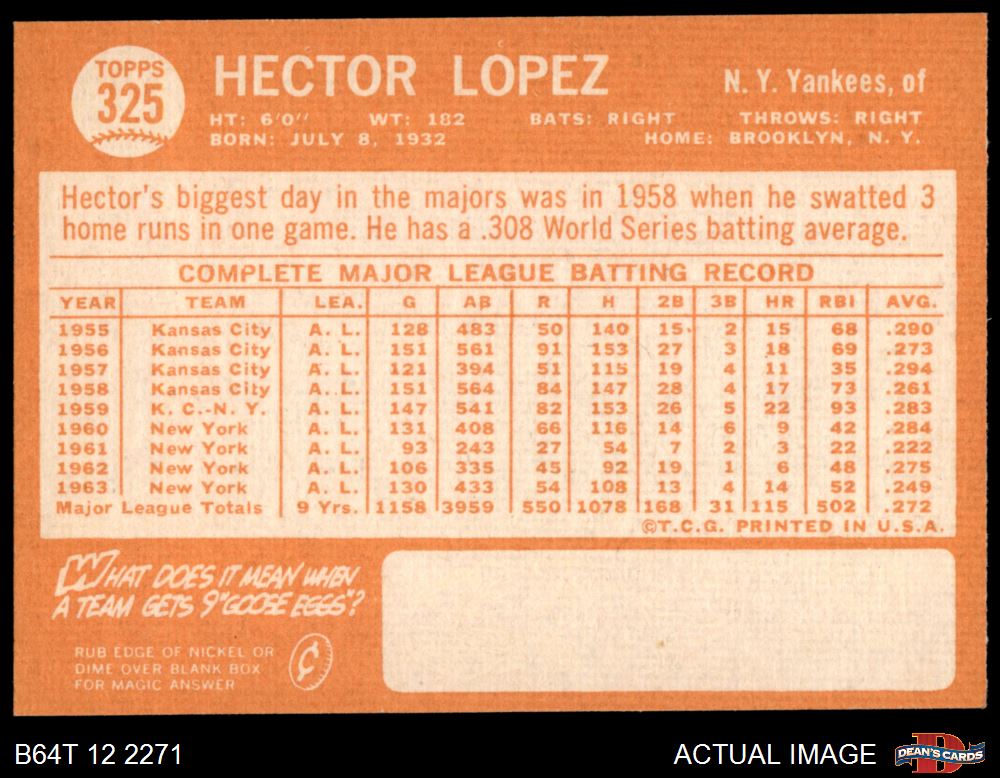 TOPPS
325
HECTOR LOPEZ
N. Y. Yankees, of
HT: 6'0" WT: 182 BATS: RIGHT THROWS: RIGHT
BORN: JULY 8, 1932 HOME: BROOKLYN, N. Y.
Hector's biggest day in the majors was in 1958 when he swatted 3
home runs in one game. He has a .308 World Series batting average.
COMPLETE MAJOR LEAGUE BATTING RECORD
YEAR TEAM LEA. G AB R H 2B 3B HR RBI AVG.
1955 Kansas City A. L. 128 483 50 140 15 2 15 68 .290
1956 Kansas City A. L. 151 561 91 153 27 3 18 69 .273
1957 Kansas City A. L. 121 394 51 115 19 4 11 35 .294
1958 Kansas City A. L. 151 564 84 147 28 4 17 73 .261
1959 K. C.-N. Y. A. L. 147 541 82 153 26 5 22 93 .283
1960 New York A. L. 131 408 66 116 14 6 9 42 .284
1961 New York A. L. 93 243 27 54 7 2 3 22 .222
1962 New York A. L. 106 335 45 92 19 1 6 48 .275
1963 New York A. L. 130 433 54 108 13 4 14 52 .249
Major League Totals 9 Yrs. 1158 3959 550 1078 168 31 115 502 .272
©T.C.G. PRINTED IN U.S.A.
WHAT DOES IT MEAN WHEN
A TEAM GETS 9 "GOOSE EGGS"?
RUB EDGE OF NICKEL OR
DIME OVER BLANK BOX
FOR MAGIC ANSWER
¢
B64T 12 2271
ACTUAL IMAGE
D
DEAN'S CARDS